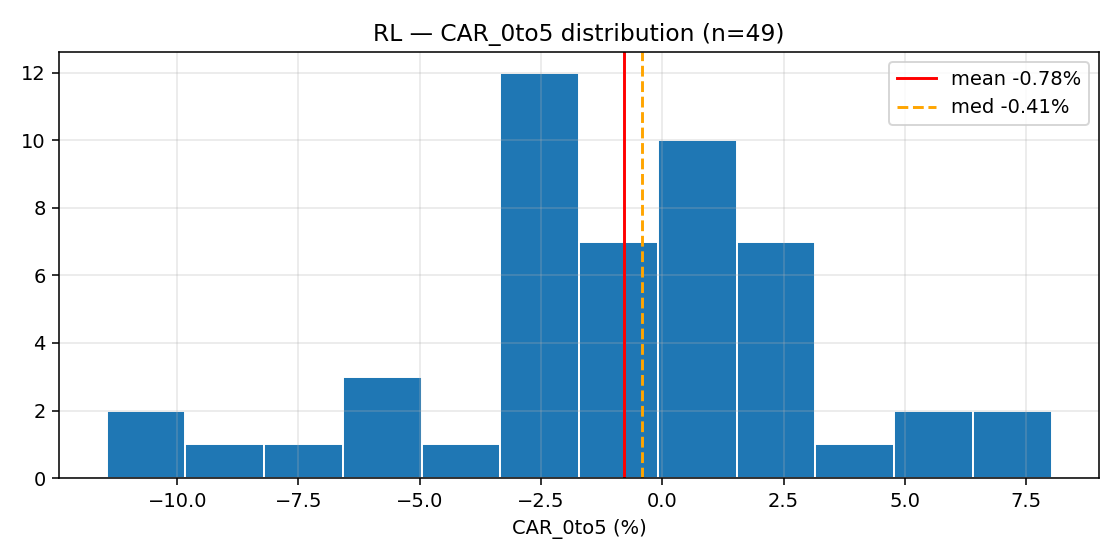 RL — CAR_0to5 distribution (n=49)
mean -0.78%
med -0.41%
12
10
8
6
4
2
0
−10.0 −7.5 −5.0 −2.5 0.0 2.5 5.0 7.5
CAR_0to5 (%)